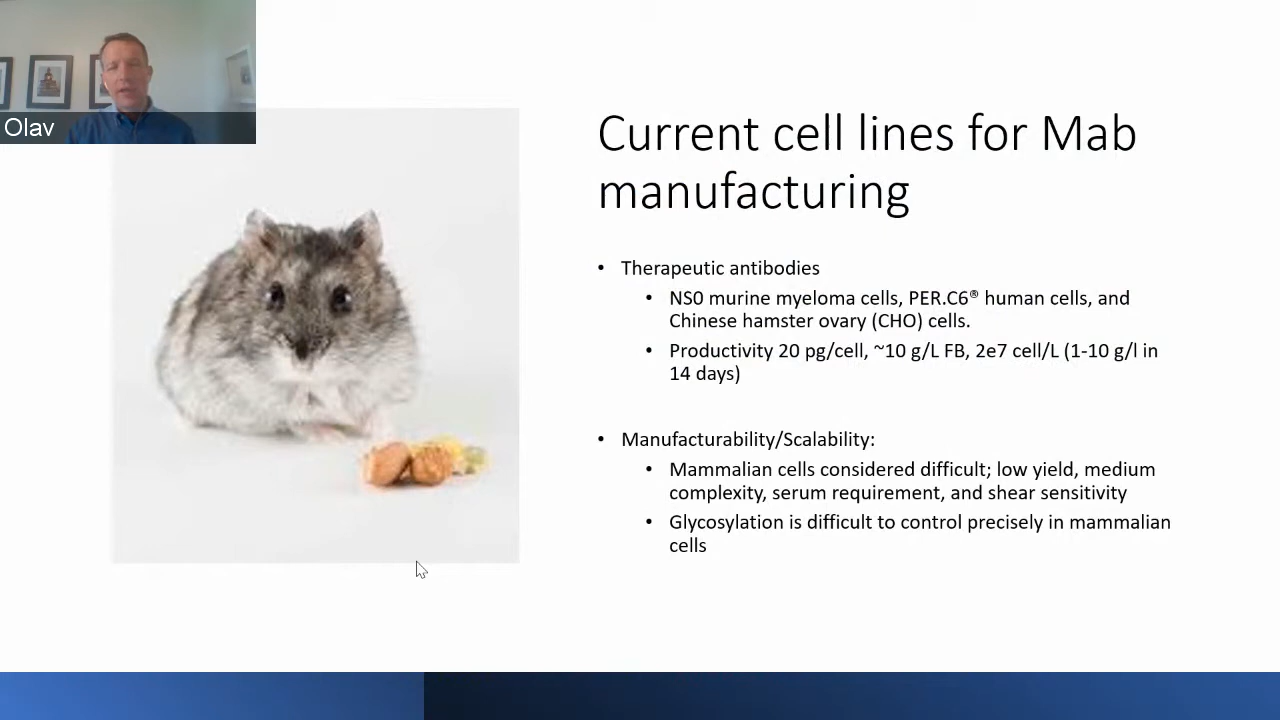 Olav
Current cell lines for Mab
manufacturing
• Therapeutic antibodies
• NS0 murine myeloma cells, PER.C6® human cells, and
Chinese hamster ovary (CHO) cells.
• Productivity 20 pg/cell, ~10 g/L FB, 2e7 cell/L (1-10 g/l in
14 days)
• Manufacturability/Scalability:
• Mammalian cells considered difficult; low yield, medium
complexity, serum requirement, and shear sensitivity
• Glycosylation is difficult to control precisely in mammalian
cells